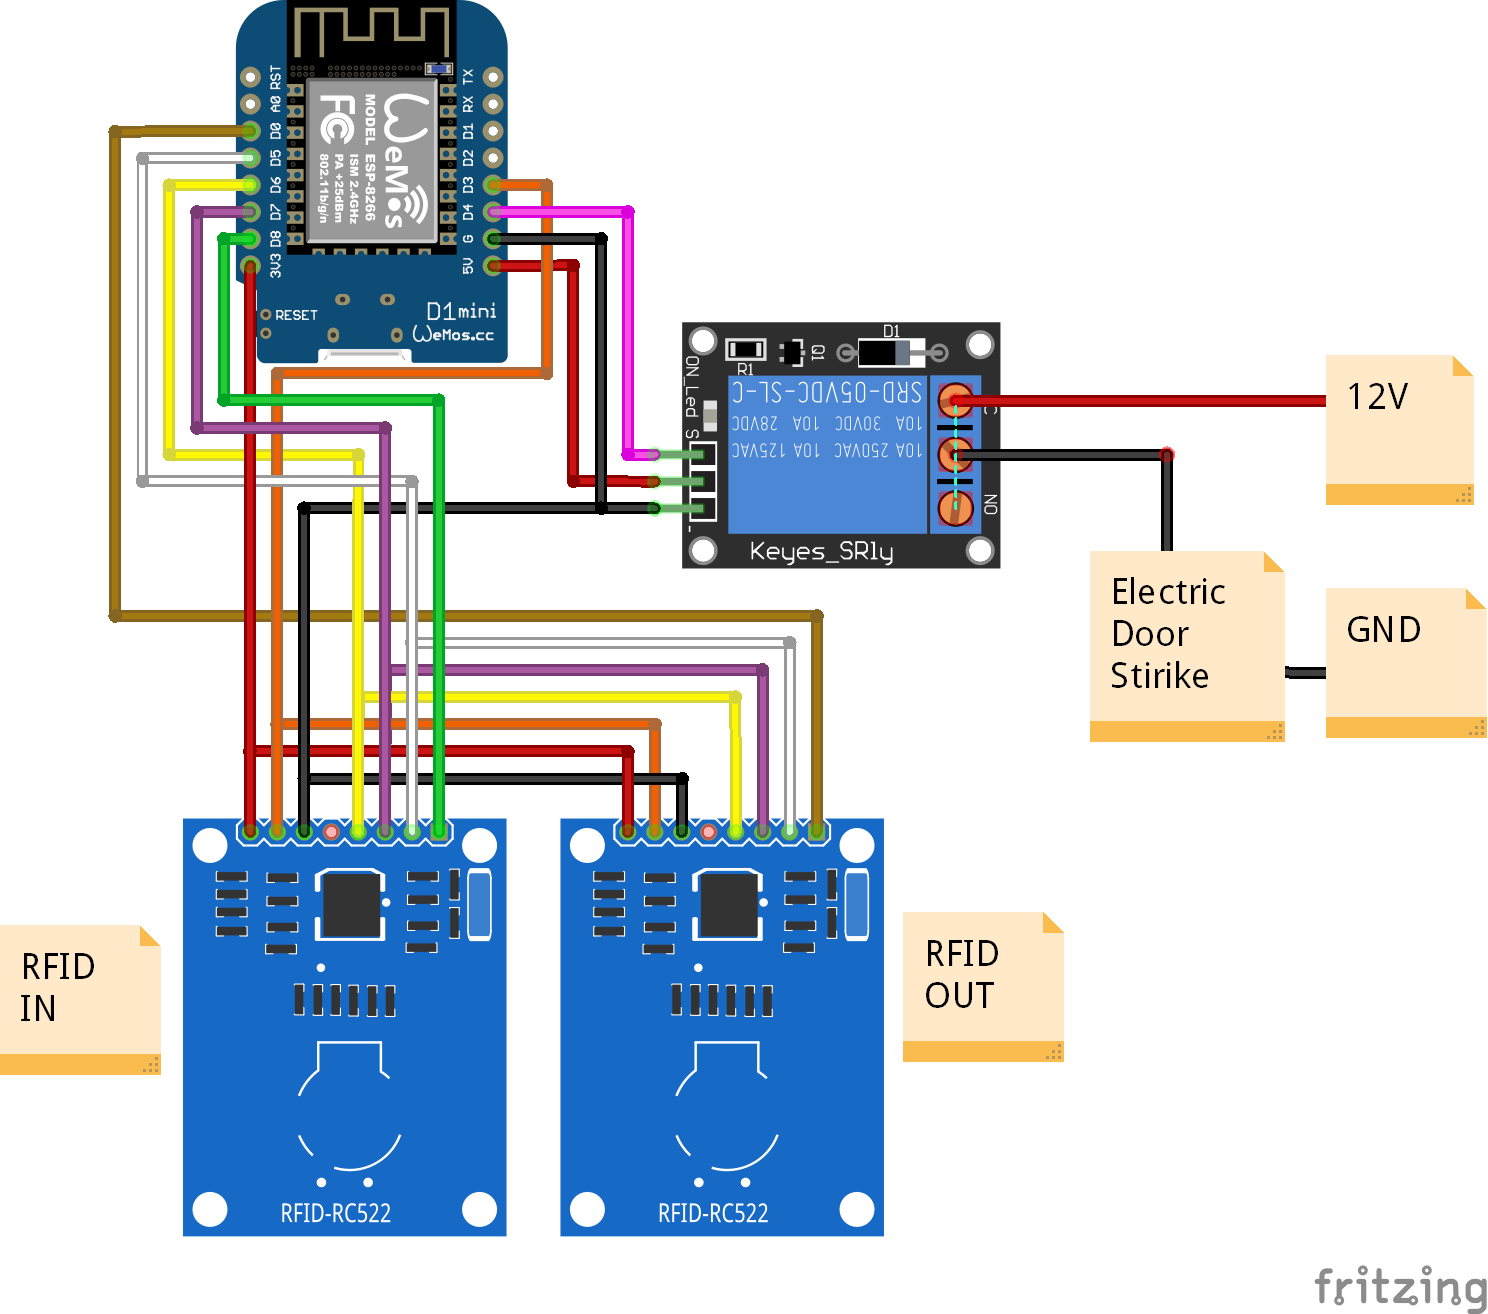 RST
A0
D0
D5
D6
D7
D8
3V3
TX
RX
D1
D2
D3
D4
G
5V
WeMos
MODEL ESP-8266
ISM 2.4GHz
PA +25dBm
802.11b/g/n
FC
RESET
D1mini
WeMos.cc
R1
Q1
D1
ON_Led
S
-
SRD-05VDC-SL-C
10A 30VDC 10A 28VDC
10A 250VAC 10A 125VAC
C
NO
Keyes_SRly
12V
Electric
Door
Stirike
GND
RFID
IN
RFID
OUT
RFID-RC522
RFID-RC522
fritzing